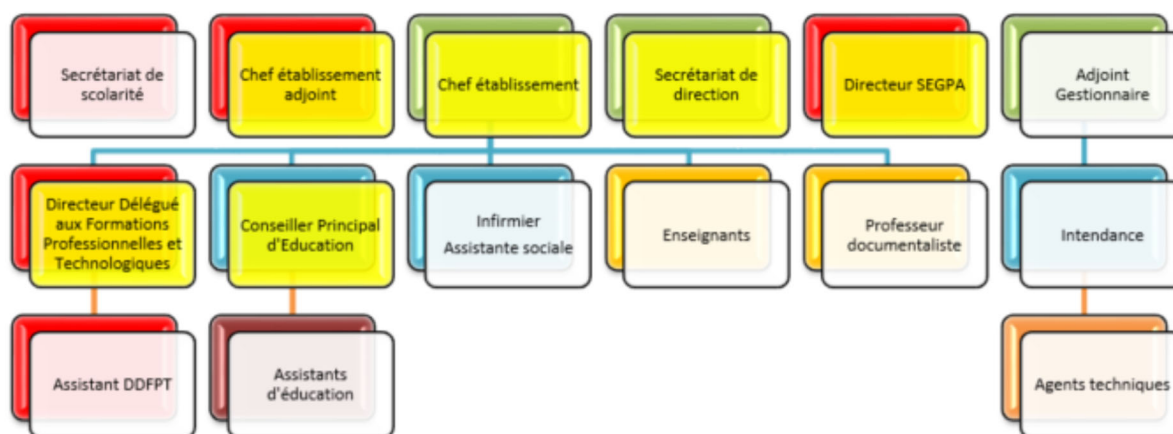 Secrétariat de
scolarité
Chef établissement
adjoint
Chef établissement
Secrétariat de
direction
Directeur SEGPA
Adjoint
Gestionnaire
Directeur Délégué
aux Formations
Professionnelles et
Technologiques
Conseiller Principal
d'Education
Infirmier
Assistante sociale
Enseignants
Professeur
documentaliste
Intendance
Assistant DDFPT
Assistants
d'éducation
Agents techniques